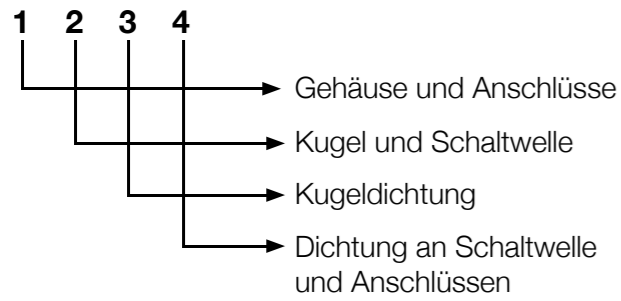 1 2 3 4
Gehäuse und Anschlüsse
Kugel und Schaltwelle
Kugeldichtung
Dichtung an Schaltwelle
und Anschlüssen